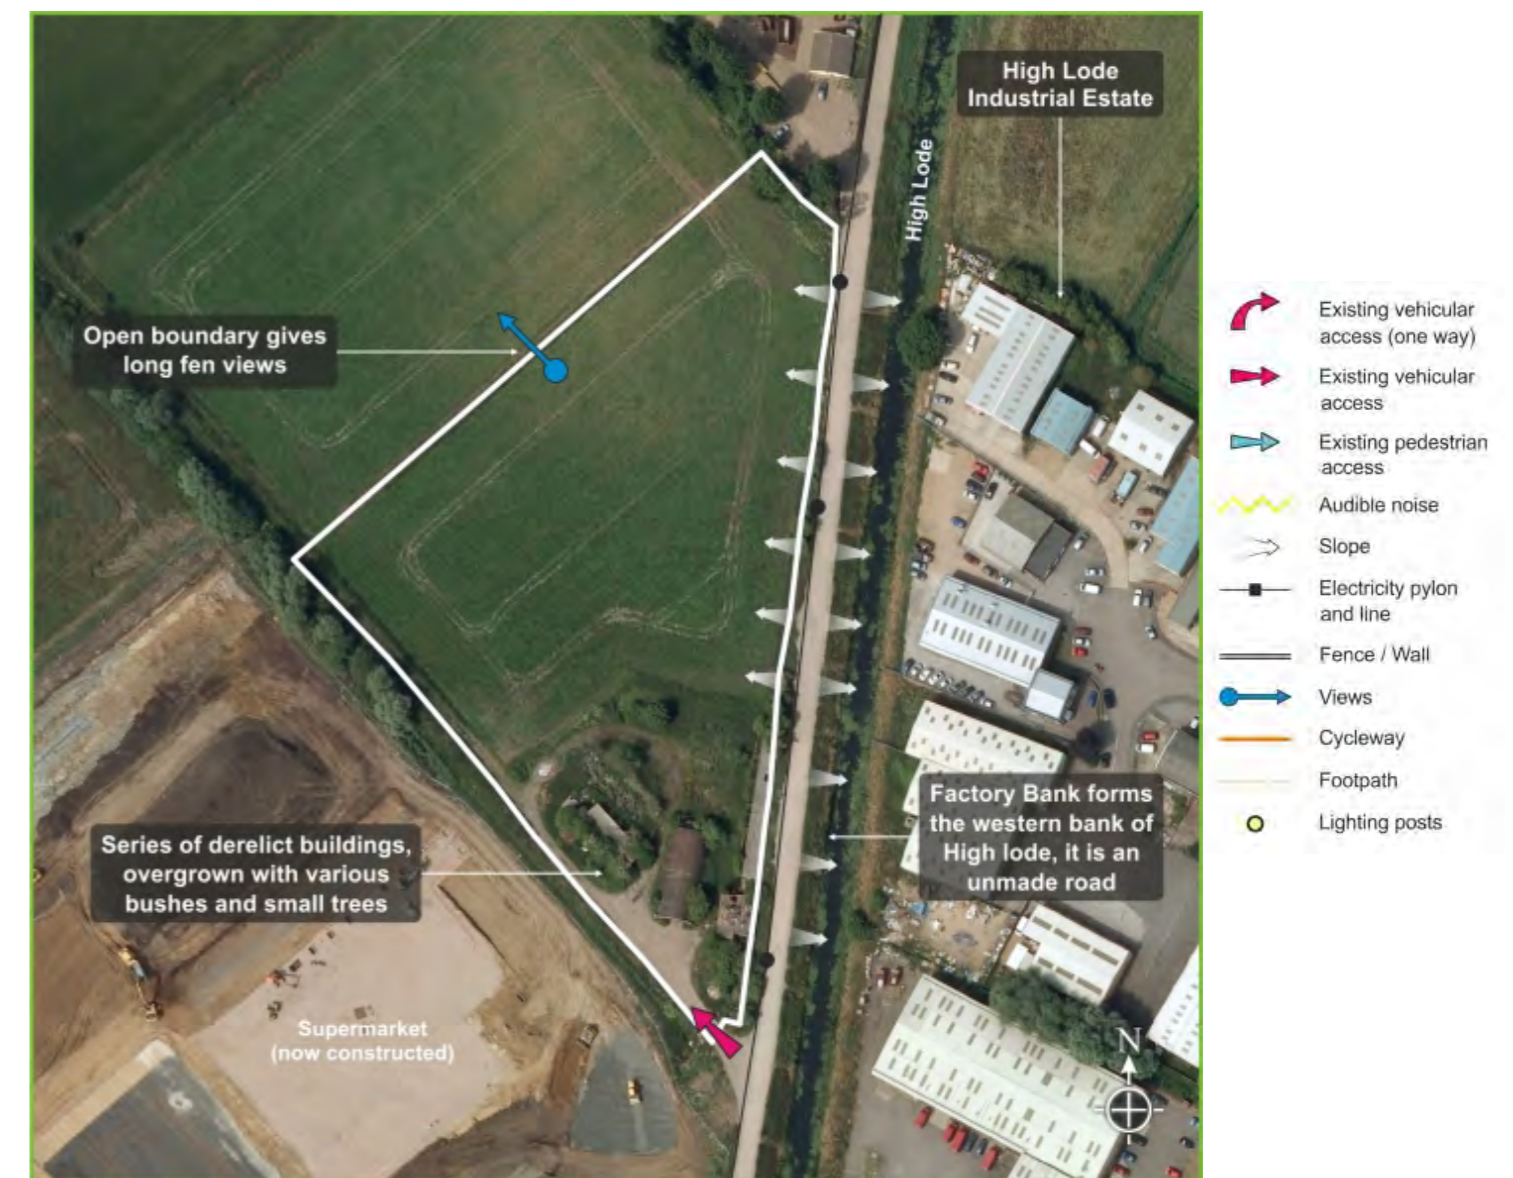 High Lode
Industrial Estate
High Lode
Open boundary gives
long fen views
Series of derelict buildings,
overgrown with various
bushes and small trees
Factory Bank forms
the western bank of
High lode, it is an
unmade road
Supermarket
(now constructed)
N
Existing vehicular
access (one way)
Existing vehicular
access
Existing pedestrian
access
Audible noise
Slope
Electricity pylon
and line
Fence / Wall
Views
Cycleway
Footpath
Lighting posts